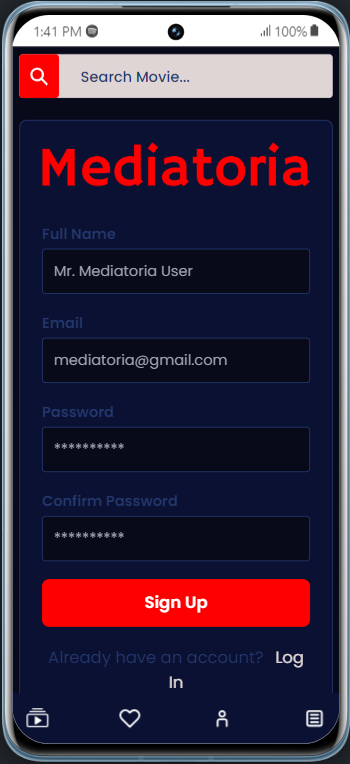 1:41 PM 100%
Search Movie...
Mediatoria
Full Name
Mr. Mediatoria User
Email
mediatoria@gmail.com
Password
**********
Confirm Password
**********
Sign Up
Already have an account? Log
In